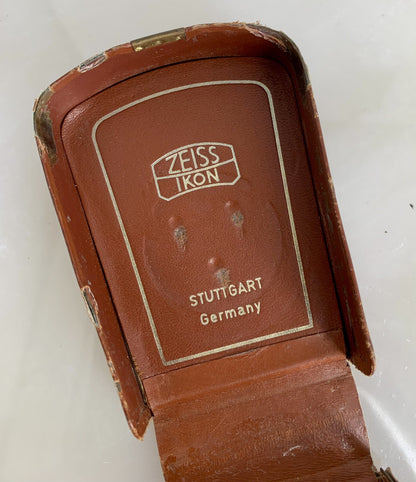 ZEISS
IKON
STUTTGART
Germany